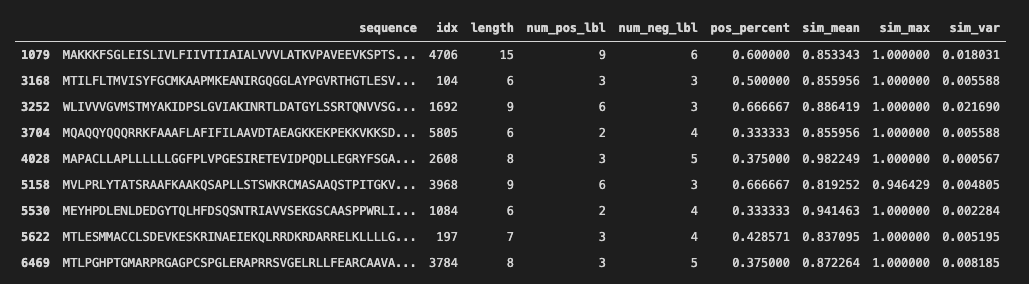 sequence idx length num_pos_lbl num_neg_lbl pos_percent sim_mean sim_max sim_var
1079 MAKKKFSGLEISLIVLFIIVTIIAIALVVVLATKVPAVEEVKSPTS... 4706 15 9 6 0.600000 0.853343 1.000000 0.018031
3168 MTILFLTMVISYFGCMKAAPMKEANIRGQGGLAYPGVRTHGTLESV... 104 6 3 3 0.500000 0.855956 1.000000 0.005588
3252 WLIVVVGVMSTMYAKIDPSLGVIAKINRTLDATGYLSSRTQNVVSG... 1692 9 6 3 0.666667 0.886419 1.000000 0.021690
3704 MQAQQYQQQRRKFAAAFLAFIFILAAVDTAEAGKKEKPEKKVKKSD... 5805 6 2 4 0.333333 0.855956 1.000000 0.005588
4028 MAPACLLAPLLLLLLGGFPLVPGESIRETEVIDPQDLLEGRYFSGA... 2608 8 3 5 0.375000 0.982249 1.000000 0.000567
5158 MVLPRLYTATSRAAFKAAKQSAPLLSTSWKRCMASAAQSTPITGKV... 3968 9 6 3 0.666667 0.819252 0.946429 0.004805
5530 MEYHPDLENLDEDGYTQLHFDSQSNTRIAVVSEKGSCAASPPWRLI... 1084 6 2 4 0.333333 0.941463 1.000000 0.002284
5622 MTLESMMACCLSDEVKESKRINAEIEKQLRRDKRDARRELKLLLLG... 197 7 3 4 0.428571 0.837095 1.000000 0.005195
6469 MTLPGHPTGMARPRGAGPCSPGLERAPRRSVGELRLLFEARCAAVA... 3784 8 3 5 0.375000 0.872264 1.000000 0.008185